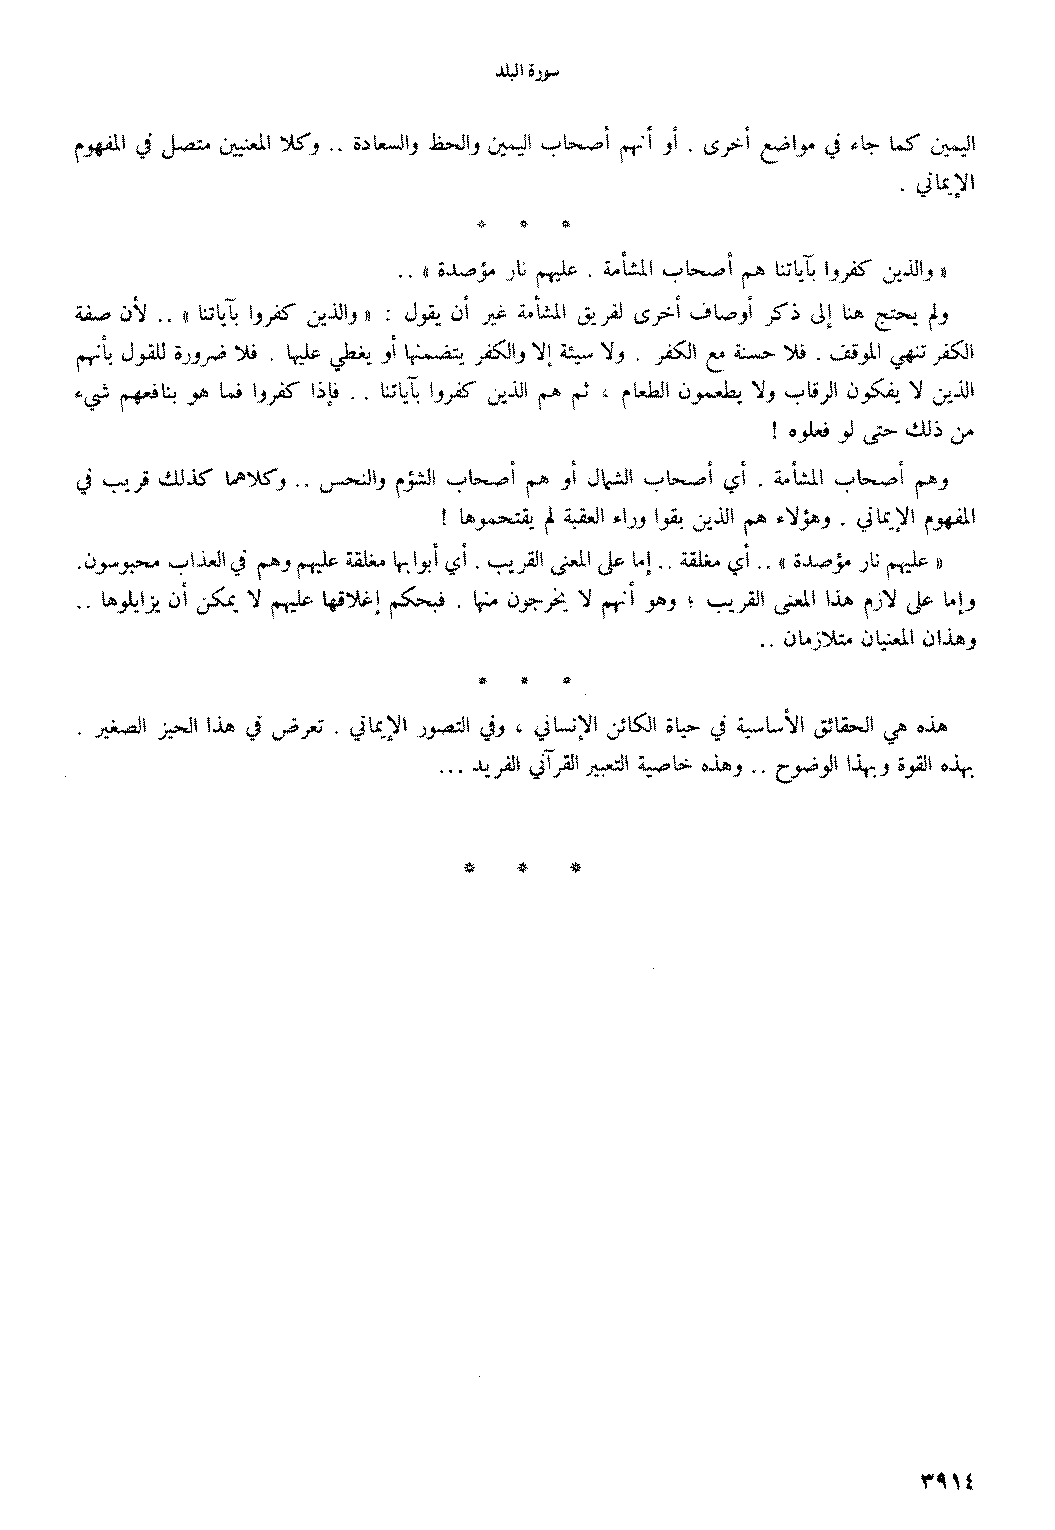 سورة البلد
اليمين كما جاء في مواضع أخرى . أو أنهم أصحاب اليمين والحظ والسعادة .. وكلا المعنيين متصل في المفهوم
الإيماني .
* * *
« والذين كفروا بآياتنا هم أصحاب المشأمة . عليهم نار مؤصدة » ..
ولم يحتج هنا إلى ذكر أوصاف أخرى لفريق المشأمة غير أن يقول : « والذين كفروا بآياتنا » .. لأن صفة
الكفر تنهي الموقف . فلا حسنة مع الكفر . ولا سيئة إلا والكفر يتضمنها أو يغطي عليها . فلا ضرورة للقول بأنهم
الذين لا يفكون الرقاب ولا يطعمون الطعام ، ثم هم الذين كفروا بآياتنا .. فإذا كفروا فما هو بنافعهم شيء
من ذلك حتى لو فعلوه !
وهم أصحاب المشأمة . أي أصحاب الشمال أو هم أصحاب الشؤم والنحس .. وكلاهما كذلك قريب في
المفهوم الإيماني . وهؤلاء هم الذين بقوا وراء العقبة لم يقتحموها !
« عليهم نار مؤصدة » .. أي مغلقة .. إما على المعنى القريب . أي أبوابها مغلقة عليهم وهم في العذاب محبوسون.
وإما على لازم هذا المعنى القريب ؛ وهو أنهم لا يخرجون منها . فبحكم إغلاقها عليهم لا يمكن أن يزايلوها ..
وهذان المعنيان متلازمان ..
* * *
هذه هي الحقائق الأساسية في حياة الكائن الإنساني ، وفي التصور الإيماني . تعرض في هذا الحيز الصغير .
بهذه القوة وبهذا الوضوح .. وهذه خاصية التعبير القرآني الفريد ...
* * *
٣٩١٤